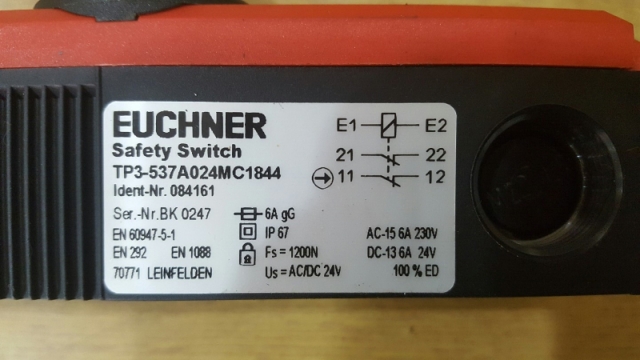 EUCHNER
Safety Switch
TP3-537A024MC1844
Ident-Nr. 084161
Ser.-Nr.BK 0247
EN 60947-5-1
EN 292 EN 1088
70771 LEINFELDEN
6A gG
IP 67
Fs = 1200N
Us = AC/DC 24V
E1 E2
21 22
11 12
AC-15 6A 230V
DC-13 6A 24V
100 % ED